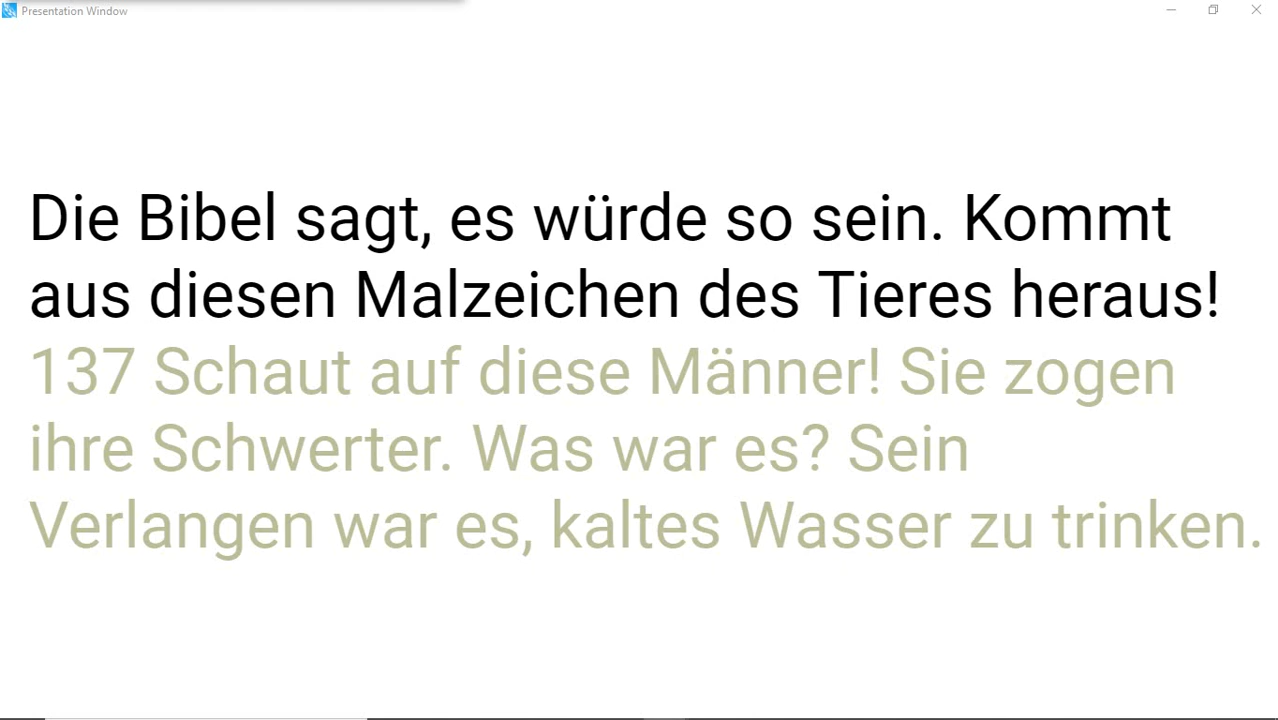 Presentation Window
Die Bibel sagt, es würde so sein. Kommt
aus diesen Malzeichen des Tieres heraus!
137 Schaut auf diese Männer! Sie zogen
ihre Schwerter. Was war es? Sein
Verlangen war es, kaltes Wasser zu trinken.